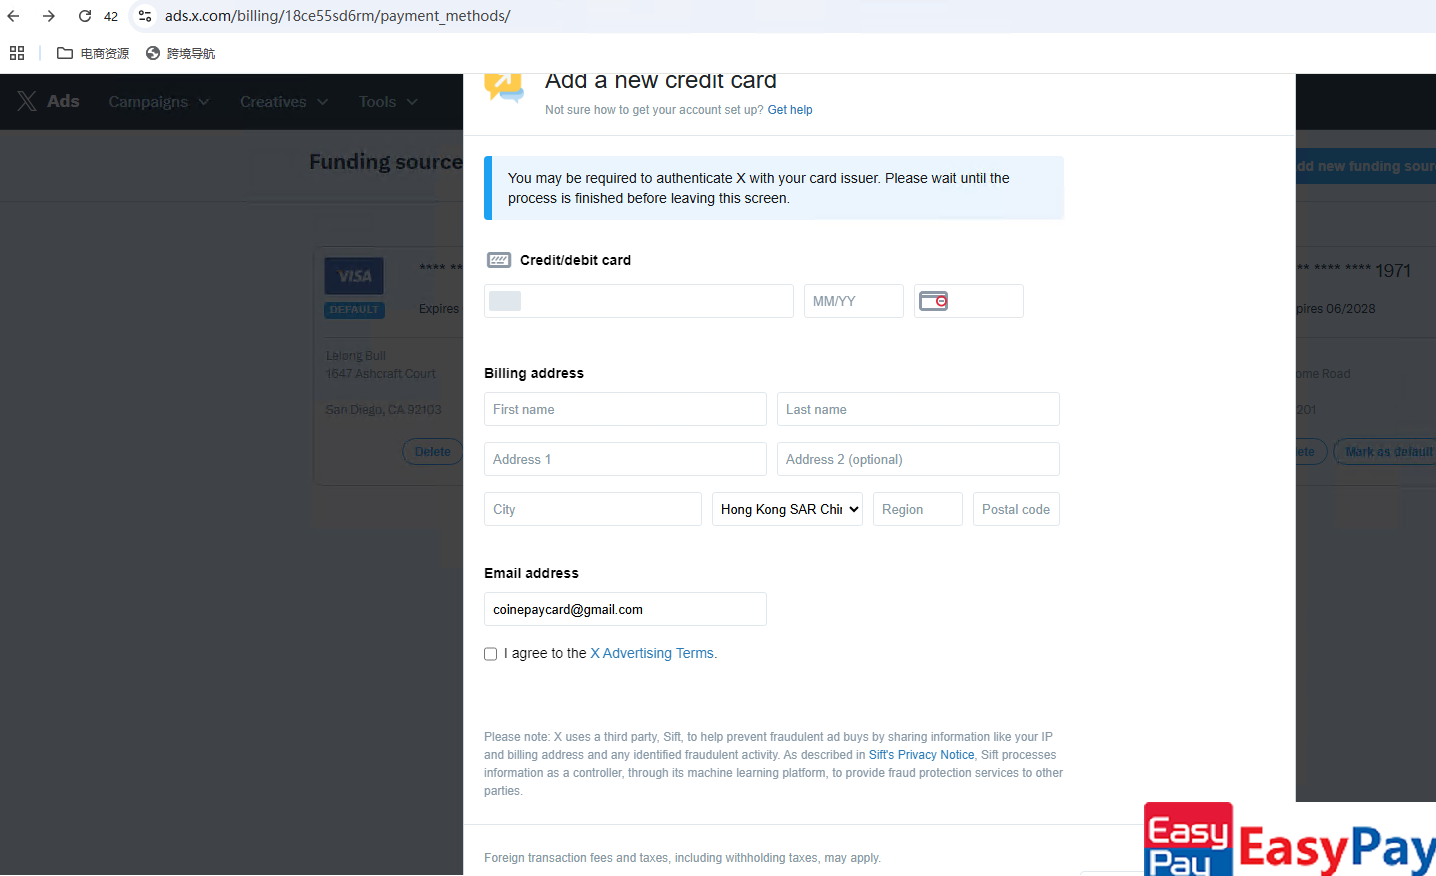 42
ads.x.com/billing/18ce55sd6rm/payment_methods/
电商资源
跨境导航
Ads
Campaigns
Creatives
Tools
Add a new credit card
Not sure how to get your account set up? Get help
Funding source
dd new funding sour
You may be required to authenticate X with your card issuer. Please wait until the
process is finished before leaving this screen.
VISA
DEFAULT
**** **
Expires
Lelong Bull
1647 Ashcraft Court
San Diego, CA 92103
Delete
** **** **** 1971
pires 06/2028
ome Road
201
ete
Mark as default
Credit/debit card
MM/YY
Billing address
First name
Last name
Address 1
Address 2 (optional)
City
Hong Kong SAR Chin
Region
Postal code
Email address
coinepaycard@gmail.com
I agree to the X Advertising Terms.
Please note: X uses a third party, Sift, to help prevent fraudulent ad buys by sharing information like your IP
and billing address and any identified fraudulent activity. As described in Sift's Privacy Notice, Sift processes
information as a controller, through its machine learning platform, to provide fraud protection services to other
parties.
Foreign transaction fees and taxes, including withholding taxes, may apply.
Easy
Pay
EasyPay